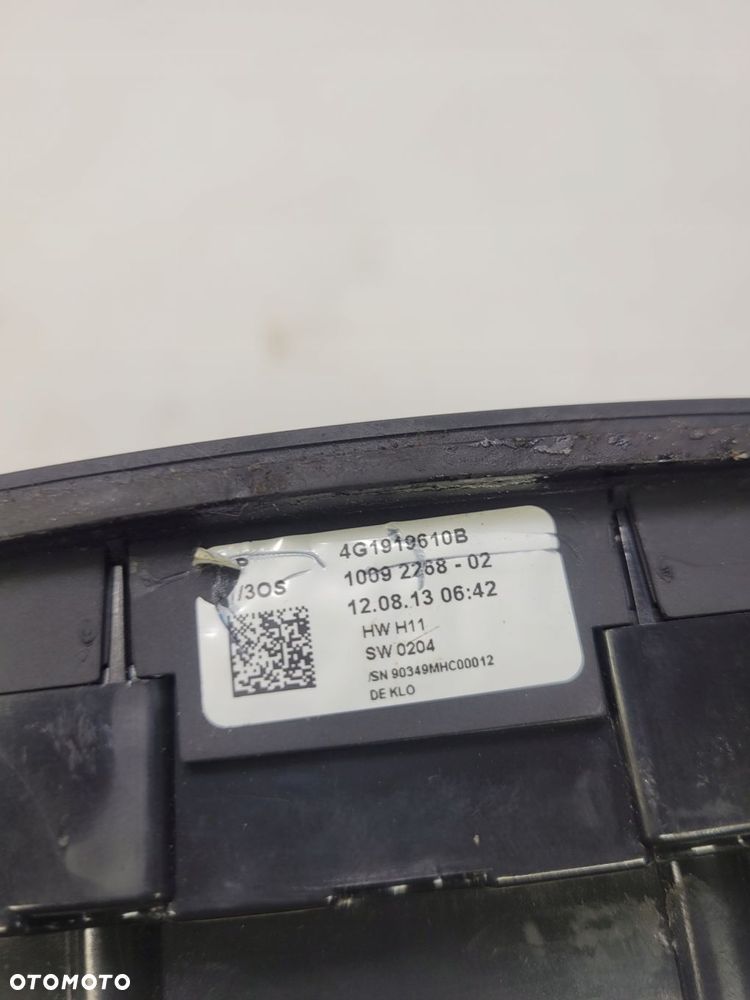 4G1919610B
1009 2268 - 02
/3OS
12.08.13 06:42
HW H11
SW 0204
/SN 90349MHC00012
DE KLO
OTOMOTO